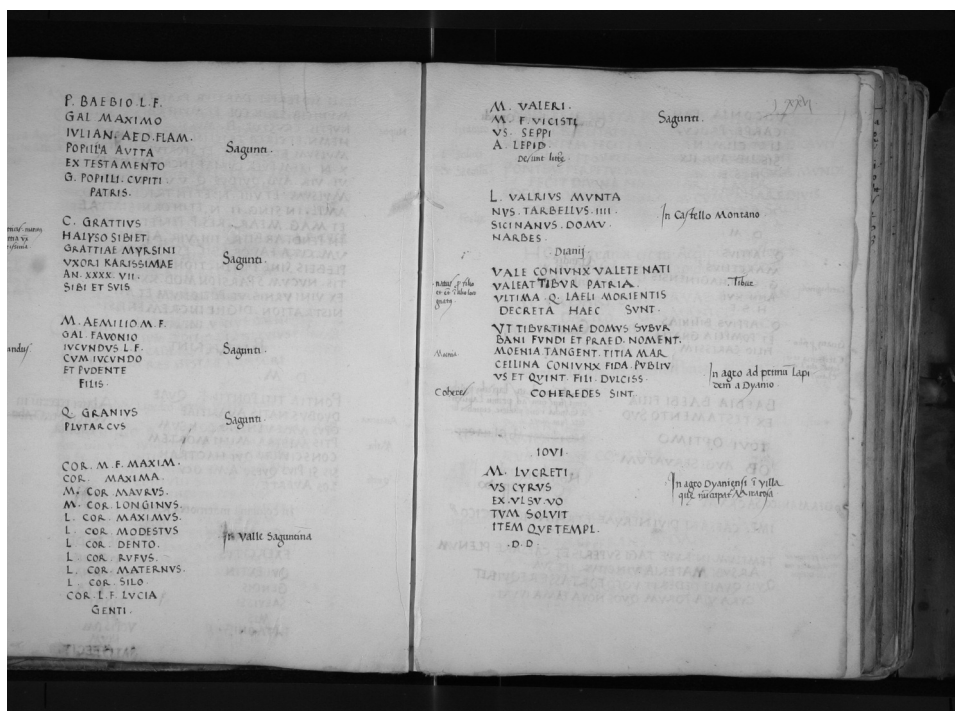 P. BAEBIO. L. F.
GAL MAXIMO
IVLIAN. AED. FLAM.
POPILIA AVITA
EX TESTAMENTO
G. POPILLI. CVPITI
PATRIS.
Sagunti.
C. GRATTIVS
HALYSO SIBI ET
GRATTIAE MYRSINI
VXORI KARISSIMAE
AN. XXXX. VII.
SIBI ET SVIS.
Sagunti.
M. AEMILIO. M. F.
GAL. FAVONIO
IVCVNDVS L. F.
CVM IVCVNDO
ET PVDENTE
FILIS.
Sagunti.
Q. GRANIVS
PLVTARCVS
Sagunti.
COR. M. F. MAXIM.
COR. MAXIMA.
M. COR MAVRVS.
M. COR LONGINVS.
L. COR. MAXIMVS.
L. COR. MODESTVS
L. COR. DENTO.
L. COR. RVFVS.
L. COR. MATERNVS.
L. COR. SILO.
COR. L. F. LVCIA
GENTI.
In Valle Saguntina
M. VALERI.
M. F. VICISTI.
VS. SEPPI
A. LEPID
Desunt litrę.
Sagunti.
L. VALRIVS MVNTA
NVS. TARBELLVS. IIII.
SICINANVS. DOMV.
NARBES.
In Castello Montano
Dianij
VALE CONIVNX VALETE NATI
VALEAT TIBVR PATRIA.
VLTIMA. Q. LAELI MORIENTIS
DECRETA HAEC SVNT.
Tibur
VT TIBVRTINAE DOMVS SVBVR
BANI FVNDI ET PRAED. NOMENT.
MOENIA TANGENT. TITIA MAR
CELLINA CONIVNX FIDA. PVBLIV
VS ET QVINT. FILI. DVLCISS.
Coheres
COHEREDES SINT
In agro ad primũ lapi
dem a Dyanio.
IOVI.
M. LVCRETI
VS CYRVS
EX. VLSV. VO
TVM SOLVIT
ITEM QVE TEMPL.
.D. D.
In agro Dyaniensi ĩ villa